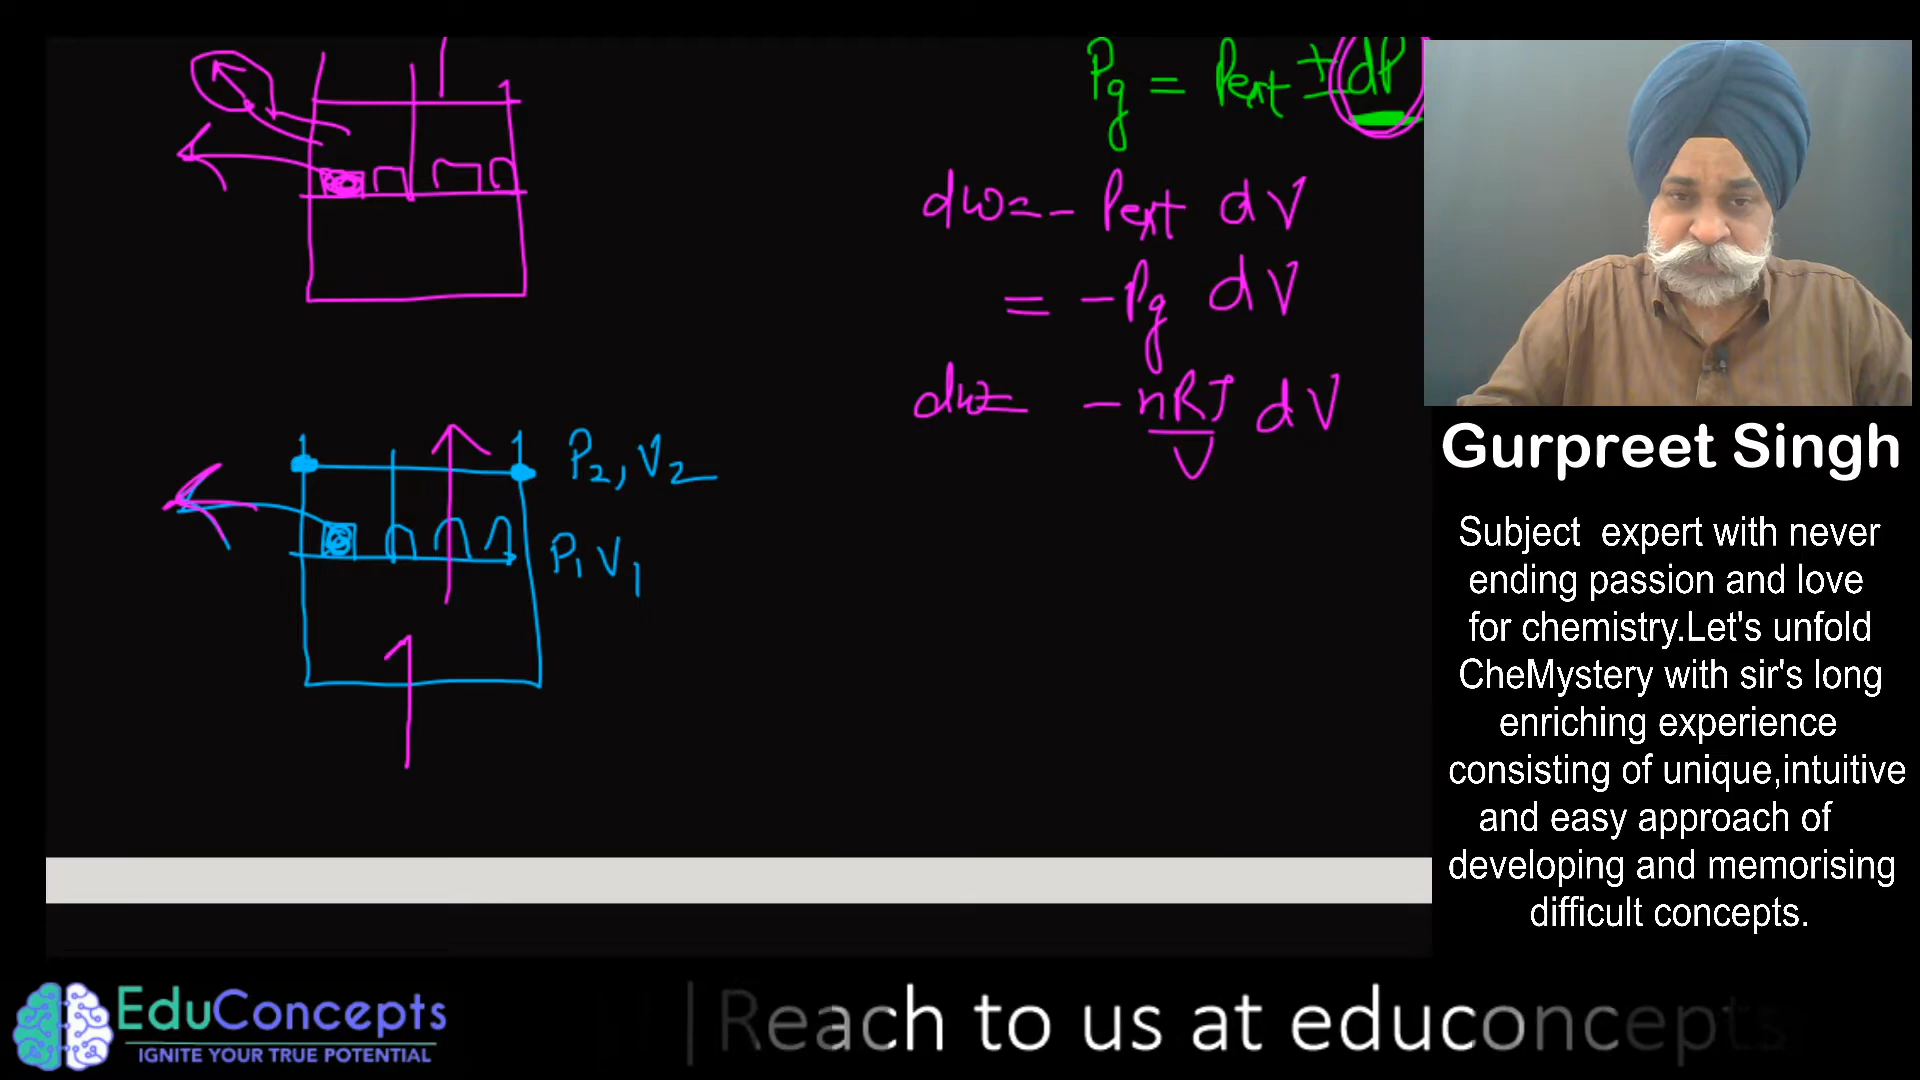 Pg = Pext ± dP
dw = - Pext dV
= - Pg dV
dw = - nRT/V dV
P2, V2
P1 V1
Gurpreet Singh
Subject expert with never
ending passion and love
for chemistry.Let's unfold
CheMystery with sir's long
enriching experience
consisting of unique,intuitive
and easy approach of
developing and memorising
difficult concepts.
EduConcepts
IGNITE YOUR TRUE POTENTIAL
| Reach to us at educoncepts